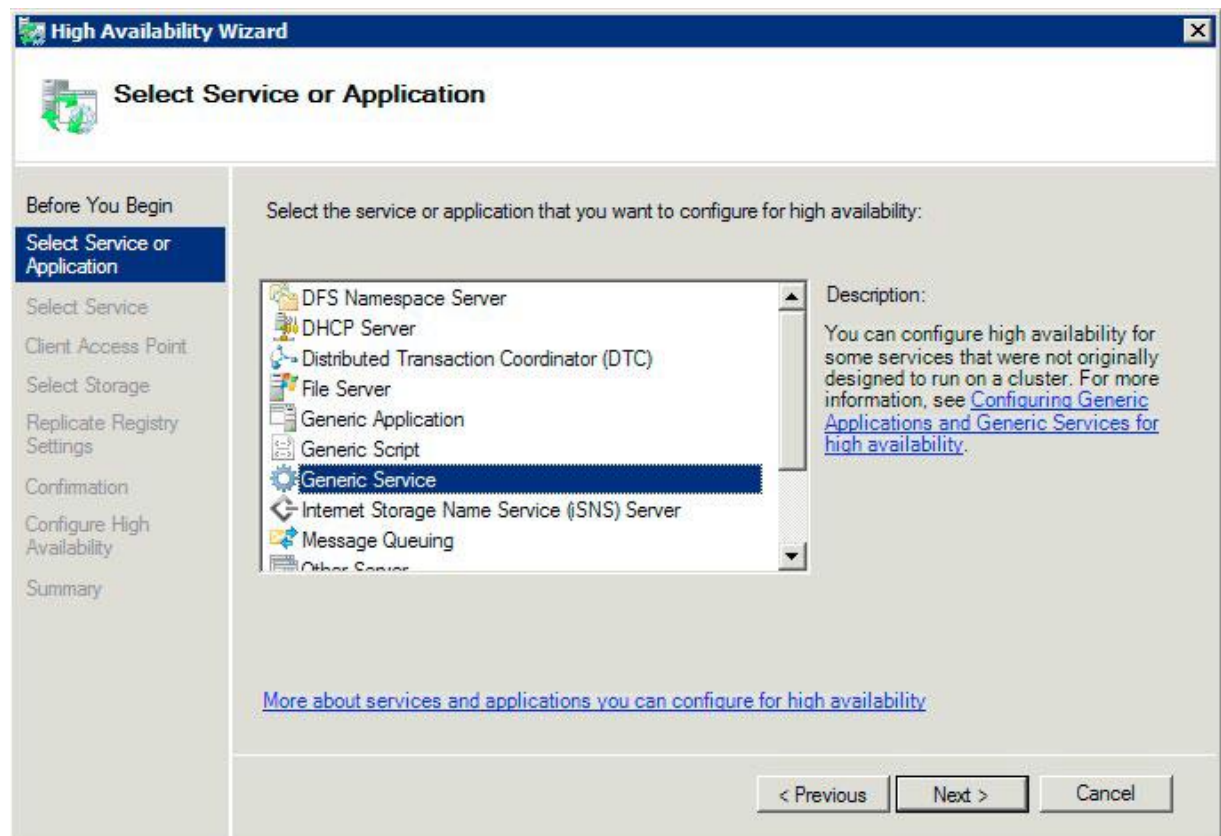 High Availability Wizard
Select Service or Application
Before You Begin
Select Service or
Application
Select Service
Client Access Point
Select Storage
Replicate Registry
Settings
Confirmation
Configure High
Availability
Summary
Select the service or application that you want to configure for high availability:
DFS Namespace Server
DHCP Server
Distributed Transaction Coordinator (DTC)
File Server
Generic Application
Generic Script
Generic Service
Internet Storage Name Service (iSNS) Server
Message Queuing
Other Server
Description:
You can configure high availability for
some services that were not originally
designed to run on a cluster. For more
information, see Configuring Generic
Applications and Generic Services for
high availability.
More about services and applications you can configure for high availability
< Previous
Next >
Cancel